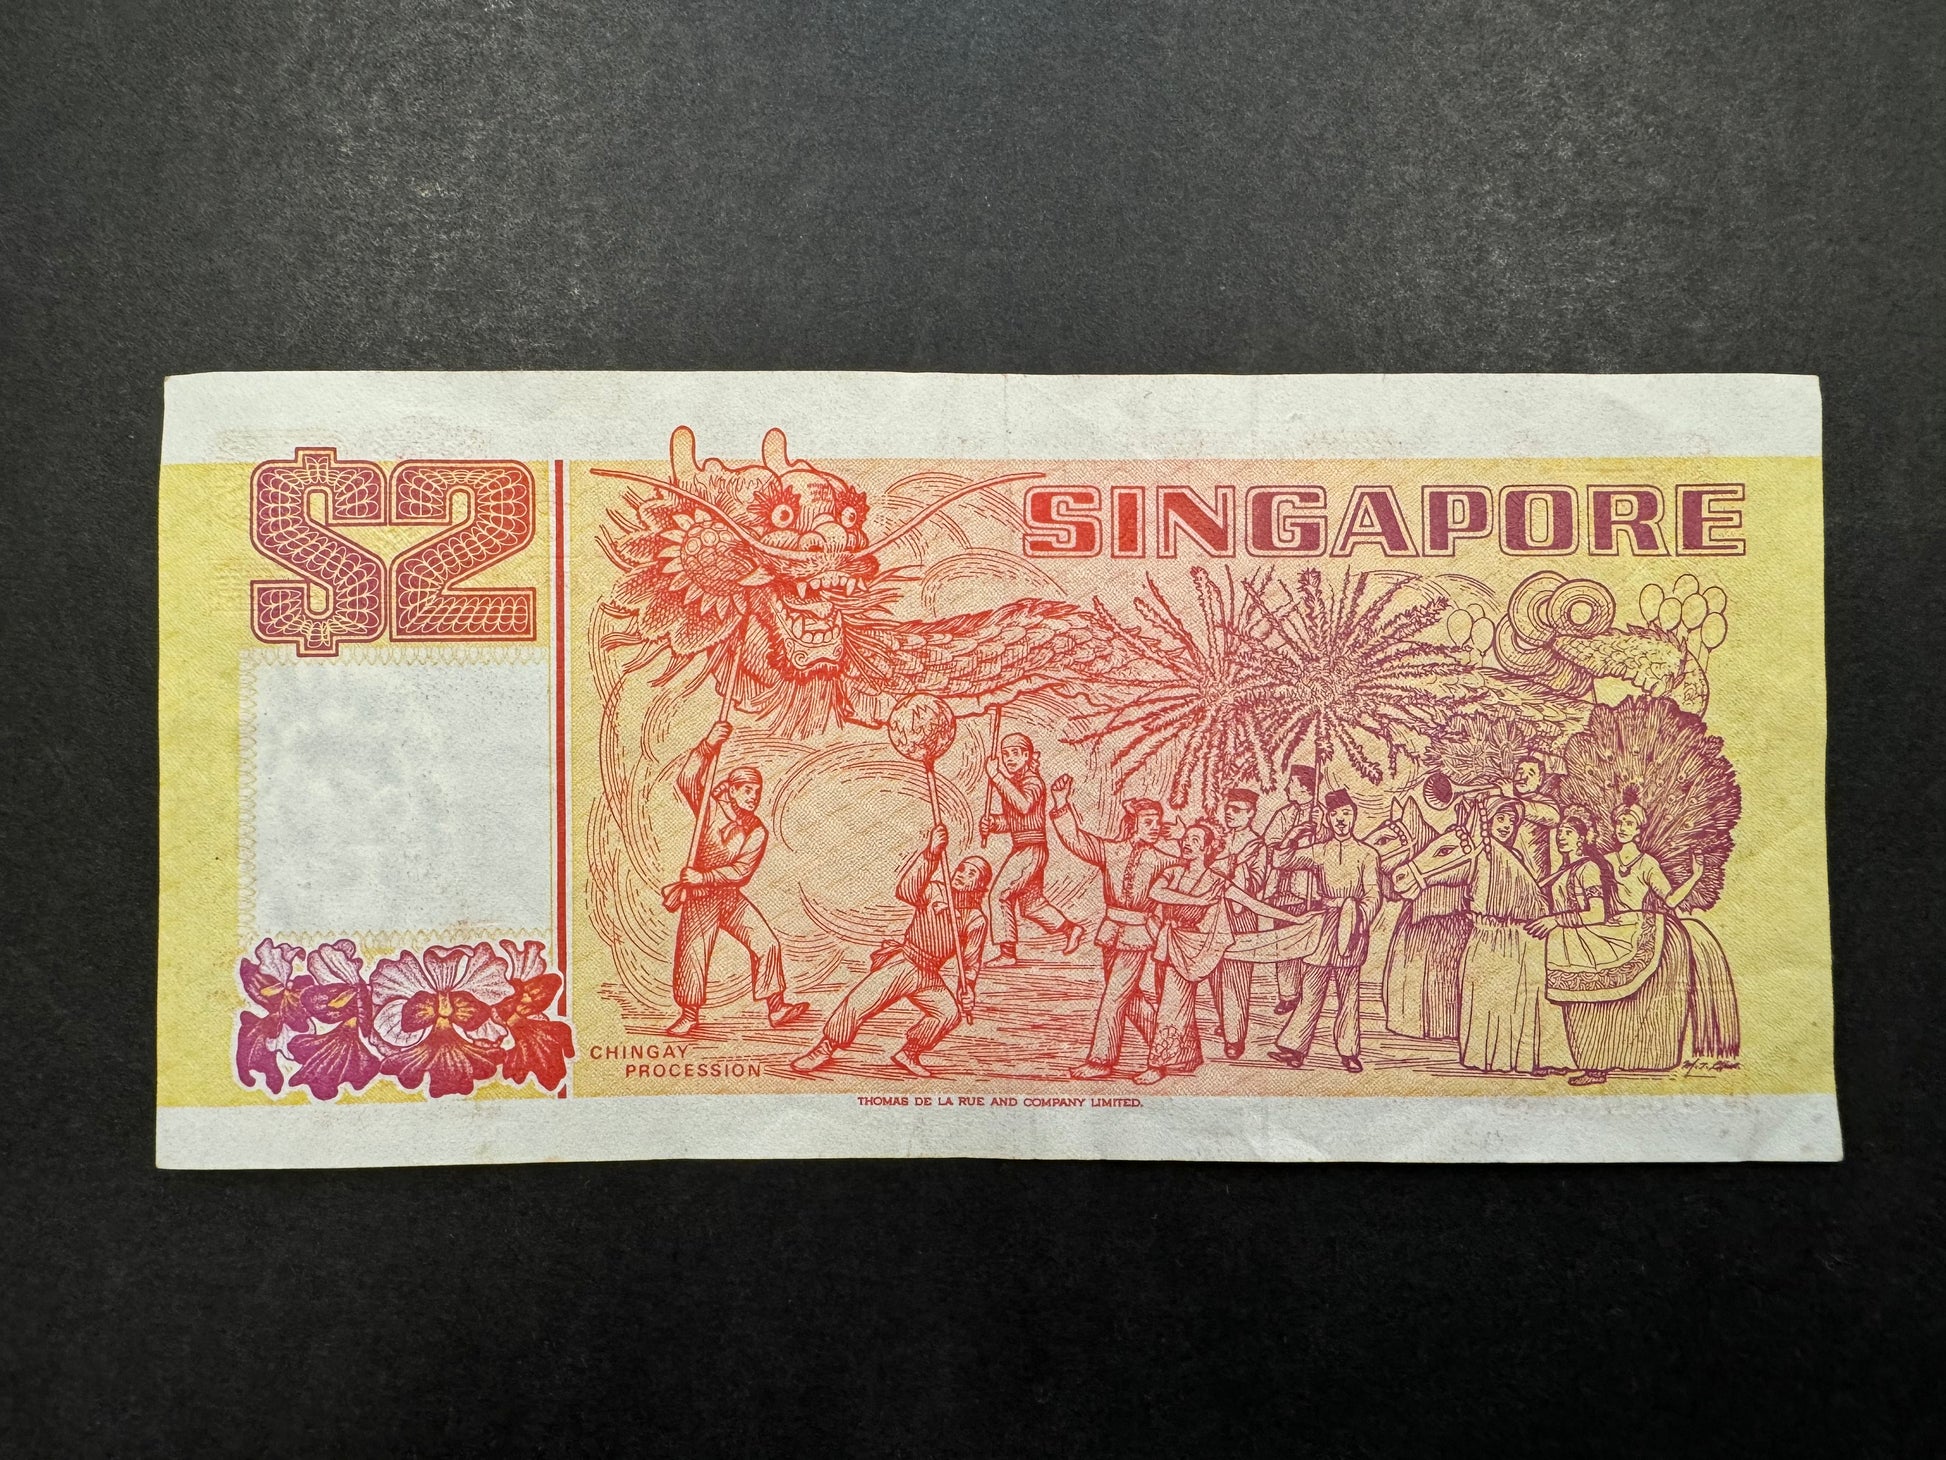 $2
SINGAPORE
CHINGAY
PROCESSION
THOMAS DE LA RUE AND COMPANY LIMITED.